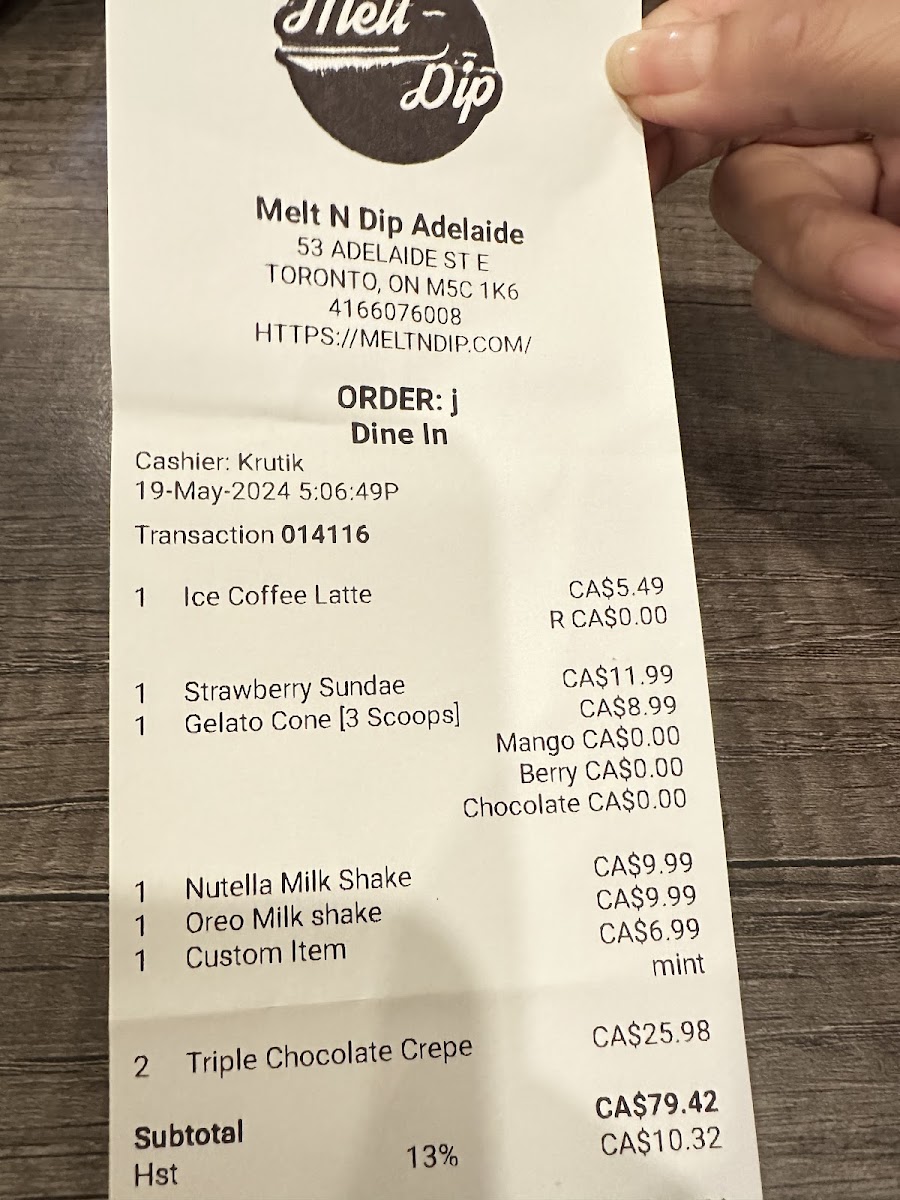 Melt -
Dip
Melt N Dip Adelaide
53 ADELAIDE ST E
TORONTO, ON M5C 1K6
4166076008
HTTPS://MELTNDIP.COM/
ORDER: j
Dine In
Cashier: Krutik
19-May-2024 5:06:49P
Transaction 014116
1 Ice Coffee Latte CA$5.49
R CA$0.00
1 Strawberry Sundae CA$11.99
1 Gelato Cone [3 Scoops] CA$8.99
Mango CA$0.00
Berry CA$0.00
Chocolate CA$0.00
1 Nutella Milk Shake CA$9.99
1 Oreo Milk shake CA$9.99
1 Custom Item CA$6.99
mint
2 Triple Chocolate Crepe CA$25.98
Subtotal CA$79.42
Hst 13% CA$10.32